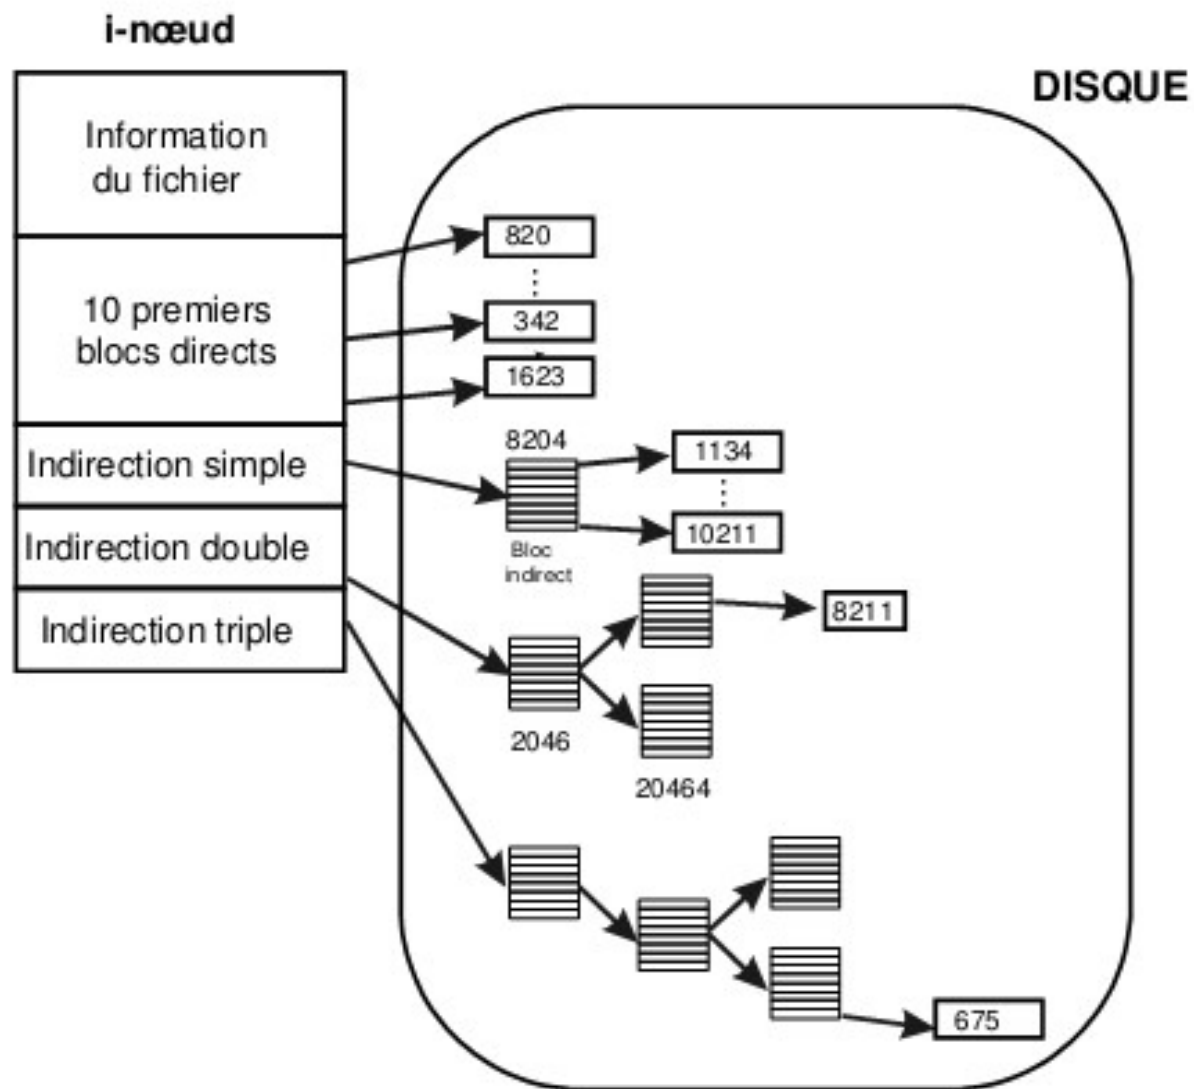 i-nœud
DISQUE
Information
du fichier
10 premiers
blocs directs
Indirection simple
Indirection double
Indirection triple
820
342
1623
8204
Bloc
indirect
1134
10211
8211
2046
20464
675